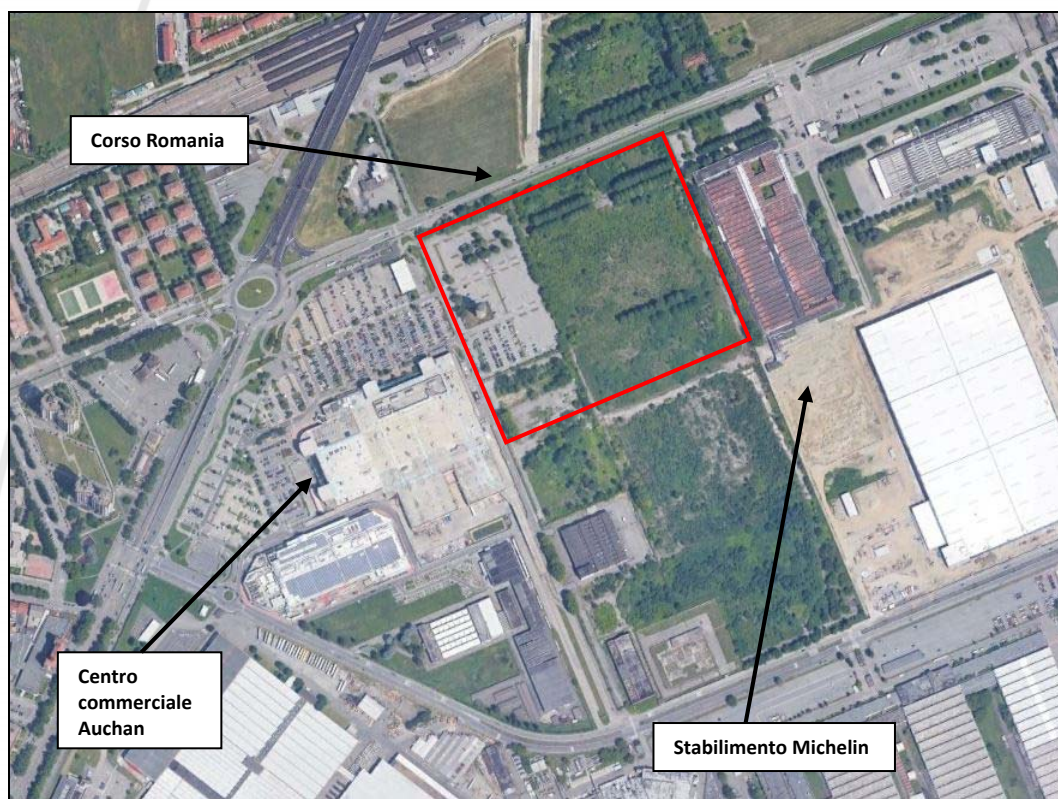 Corso Romania
Centro
commerciale
Auchan
Stabilimento Michelin